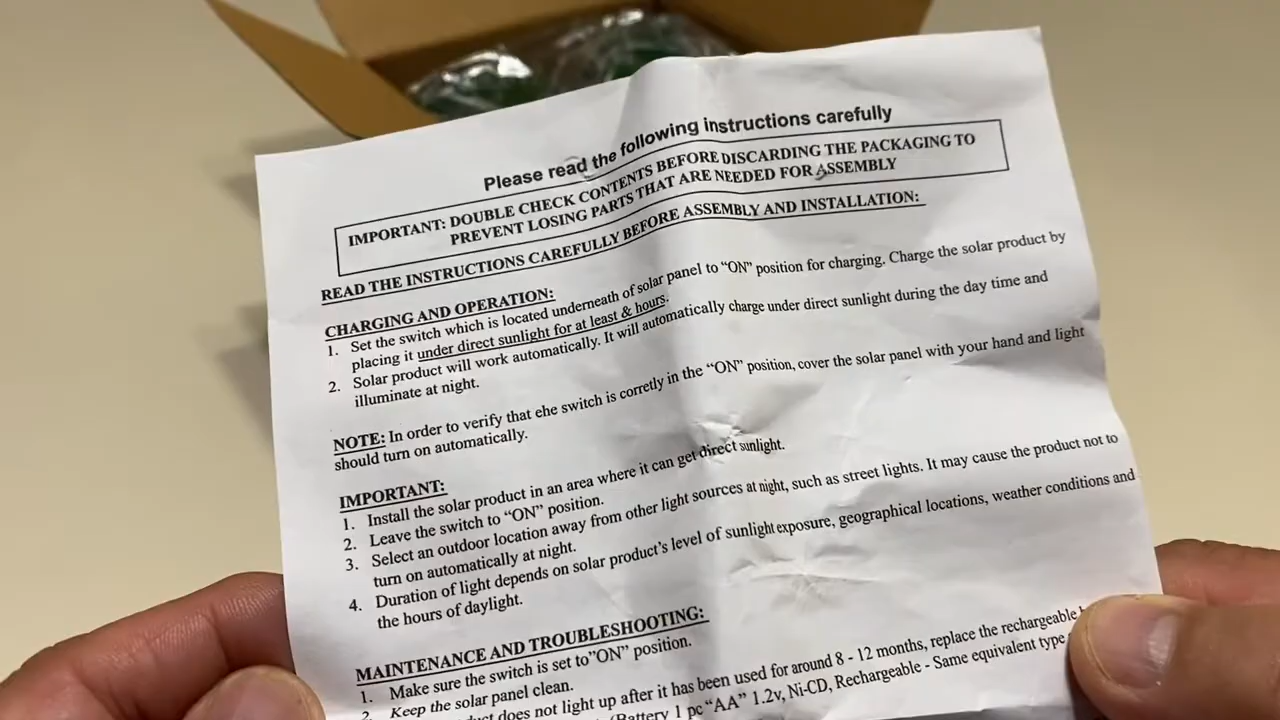 Please read the following instructions carefully
IMPORTANT: DOUBLE CHECK CONTENTS BEFORE DISCARDING THE PACKAGING TO
PREVENT LOSING PARTS THAT ARE NEEDED FOR ASSEMBLY
READ THE INSTRUCTIONS CAREFULLY BEFORE ASSEMBLY AND INSTALLATION:
CHARGING AND OPERATION:
1. Set the switch which is located underneath of solar panel to “ON” position for charging. Charge the solar product by
placing it under direct sunlight for at least & hours.
2. Solar product will work automatically. It will automatically charge under direct sunlight during the day time and
illuminate at night.
NOTE: In order to verify that ehe switch is corretly in the “ON” position, cover the solar panel with your hand and light
should turn on automatically.
IMPORTANT:
1. Install the solar product in an area where it can get direct sunlight.
2. Leave the switch to “ON” position.
3. Select an outdoor location away from other light sources at night, such as street lights. It may cause the product not to
turn on automatically at night.
4. Duration of light depends on solar product’s level of sunlight exposure, geographical locations, weather conditions and
the hours of daylight.
MAINTENANCE AND TROUBLESHOOTING:
1. Make sure the switch is set to”ON” position.
2. Keep the solar panel clean.
does not light up after it has been used for around 8 - 12 months, replace the rechargeable
(Battery 1 pc “AA” 1.2v, Ni-CD, Rechargeable - Same equivalent type